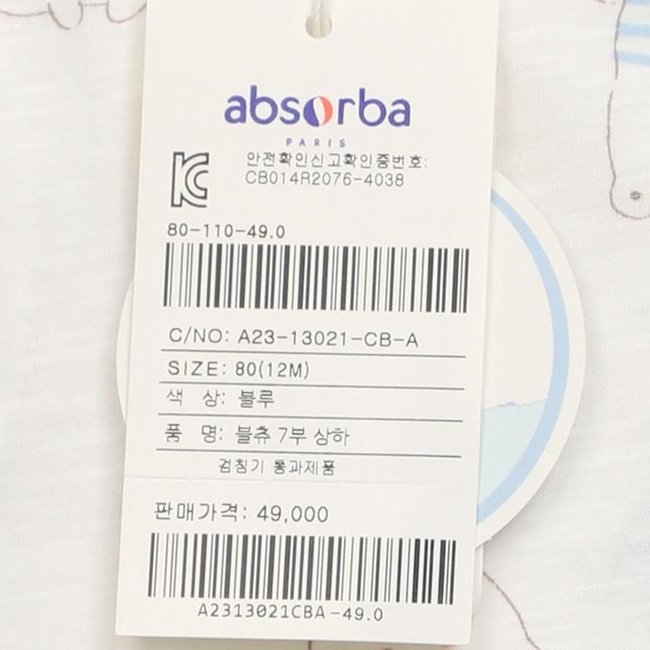 absorba
PARIS
안전확인신고확인증번호:
CB014R2076-4038
80-110-49.0
C/NO: A23-13021-CB-A
SIZE: 80(12M)
색 상: 블루
품 명: 불츄 7부 상하
검침기 통과제품
판매가격: 49,000
A2313021CBA-49.0